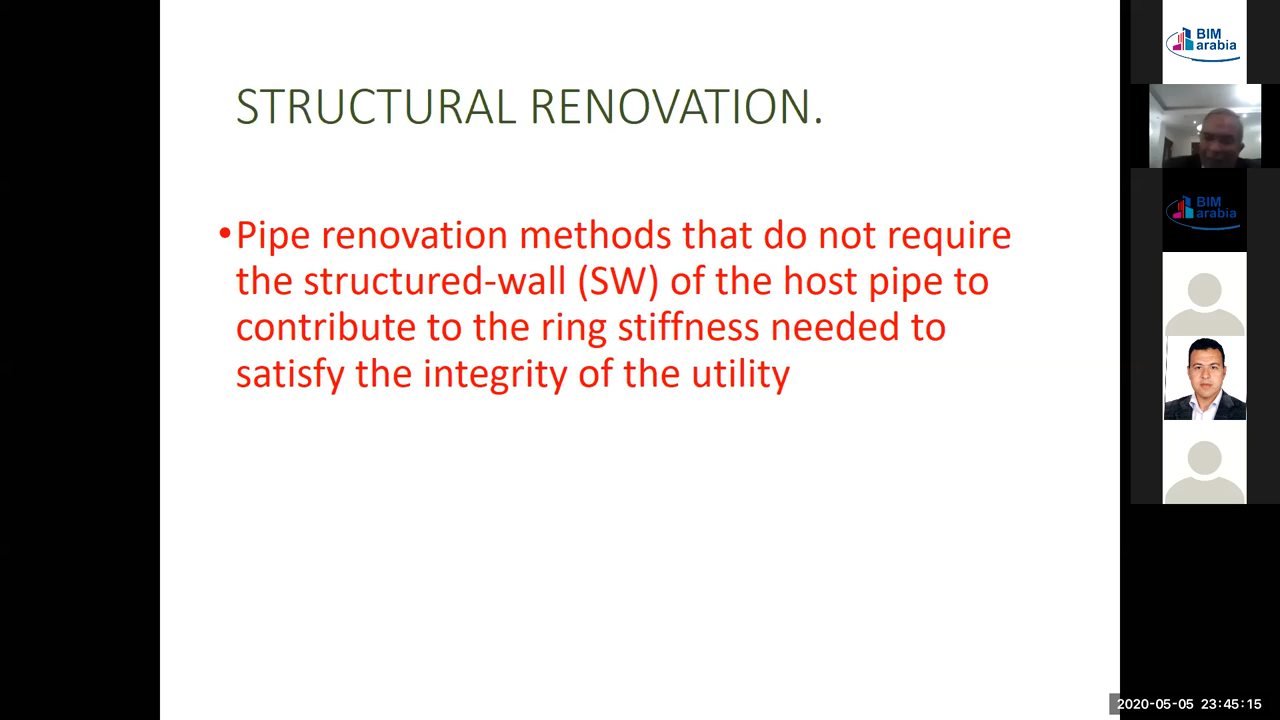 STRUCTURAL RENOVATION.
•Pipe renovation methods that do not require
the structured-wall (SW) of the host pipe to
contribute to the ring stiffness needed to
satisfy the integrity of the utility
BIM
arabia
BIM
arabia
2020-05-05 23:45:15